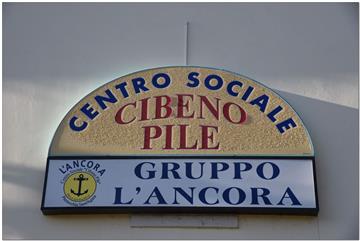 CENTRO SOCIALE
CIBENO
PILE
L'ANCORA
GRUPPO
L'ANCORA